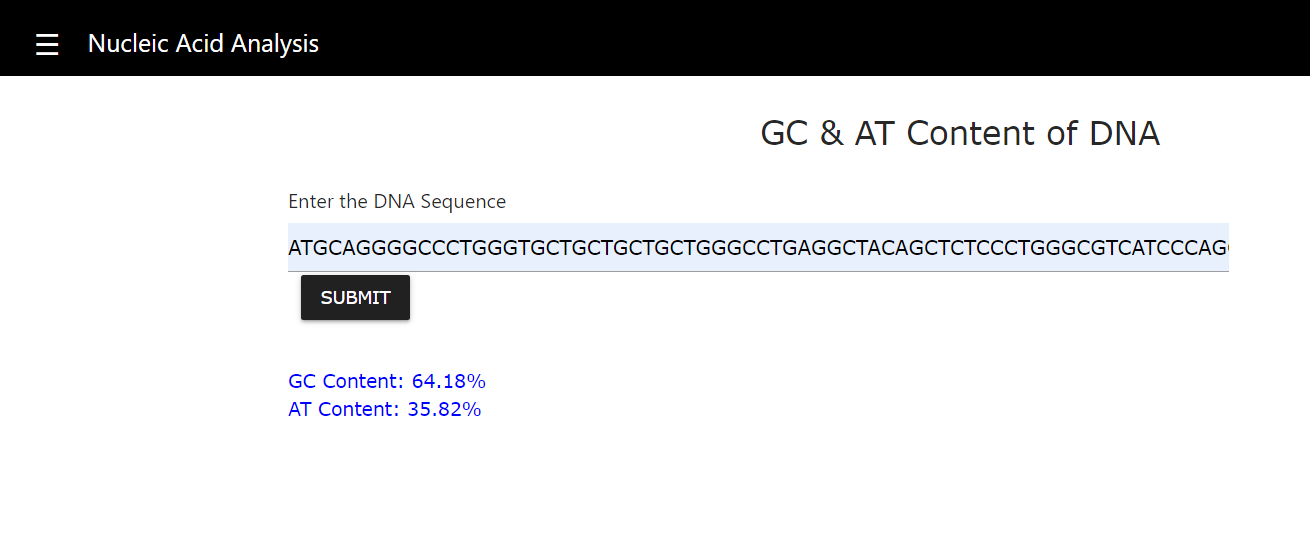 Nucleic Acid Analysis
GC & AT Content of DNA
Enter the DNA Sequence
ATGCAGGGGCCCTGGGTGCTGCTGCTGCTGGGCCTGAGGCTACAGCTCTCCCTGGGCGTCATCCCAG
SUBMIT
GC Content: 64.18%
AT Content: 35.82%